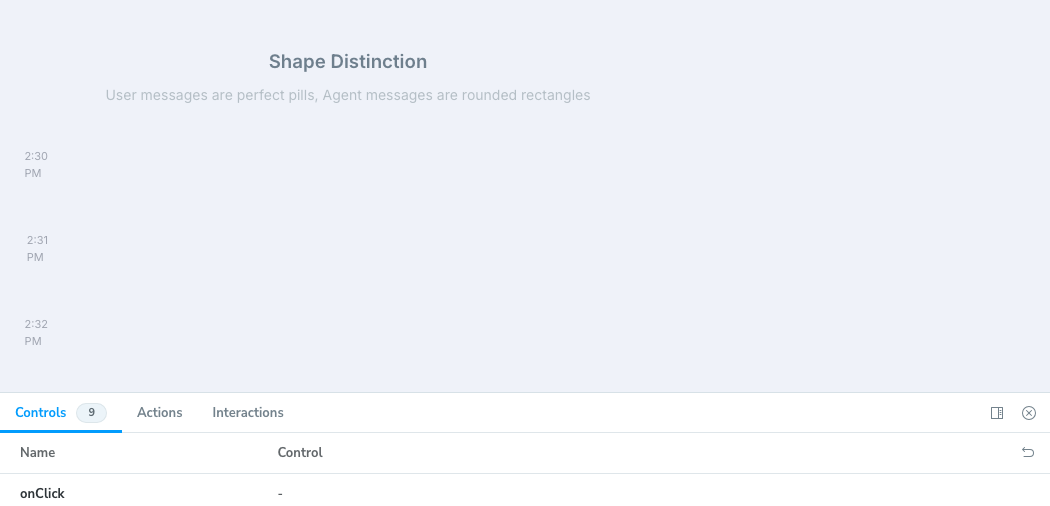 Shape Distinction
User messages are perfect pills, Agent messages are rounded rectangles
2:30
PM
2:31
PM
2:32
PM
Controls 9 Actions Interactions
Name Control
onClick -